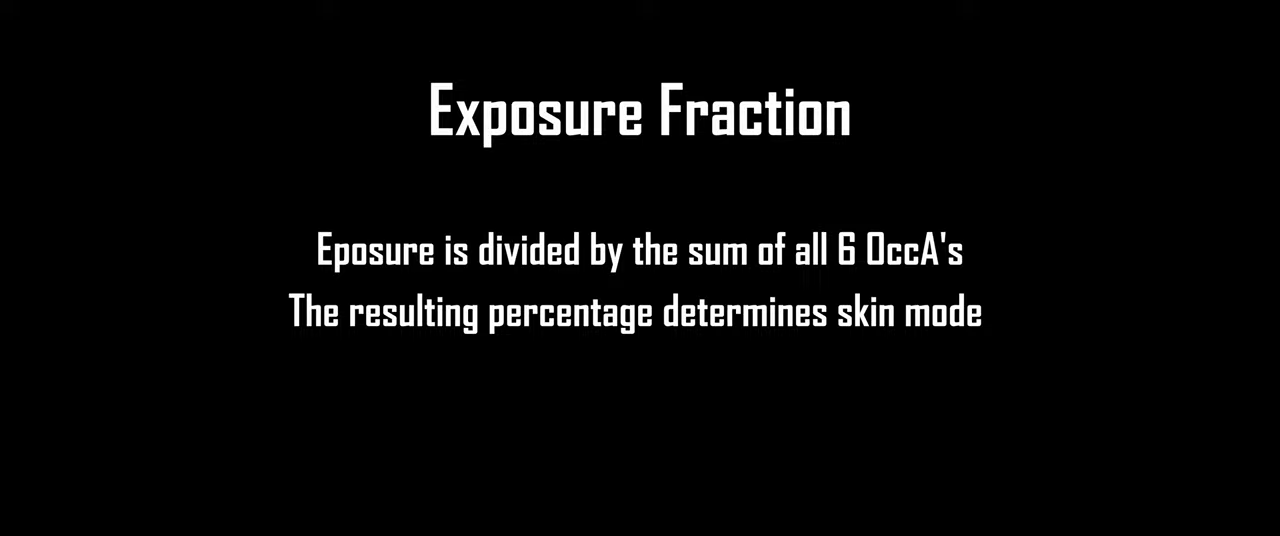 Exposure Fraction
Eposure is divided by the sum of all 6 OccA's
The resulting percentage determines skin mode